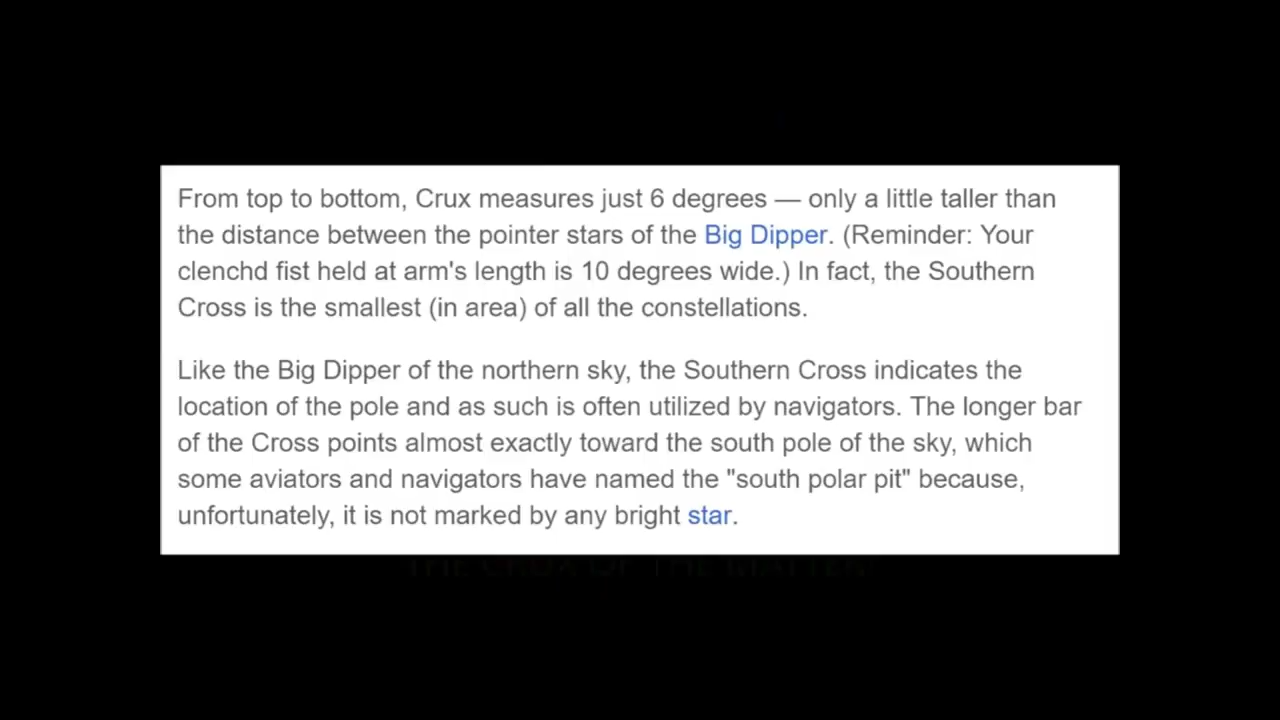 From top to bottom, Crux measures just 6 degrees — only a little taller than
the distance between the pointer stars of the Big Dipper. (Reminder: Your
clenchd fist held at arm's length is 10 degrees wide.) In fact, the Southern
Cross is the smallest (in area) of all the constellations.
Like the Big Dipper of the northern sky, the Southern Cross indicates the
location of the pole and as such is often utilized by navigators. The longer bar
of the Cross points almost exactly toward the south pole of the sky, which
some aviators and navigators have named the "south polar pit" because,
unfortunately, it is not marked by any bright star.
THE CRUX OF THE MATTER